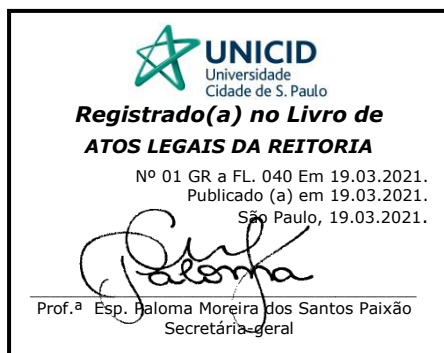 UNICID
Universidade
Cidade de S. Paulo
Registrado(a) no Livro de
ATOS LEGAIS DA REITORIA
Nº 01 GR a FL. 040 Em 19.03.2021.
Publicado (a) em 19.03.2021.
São Paulo, 19.03.2021.
Paloma
Prof.ª Esp. Paloma Moreira dos Santos Paixão
Secretária-geral